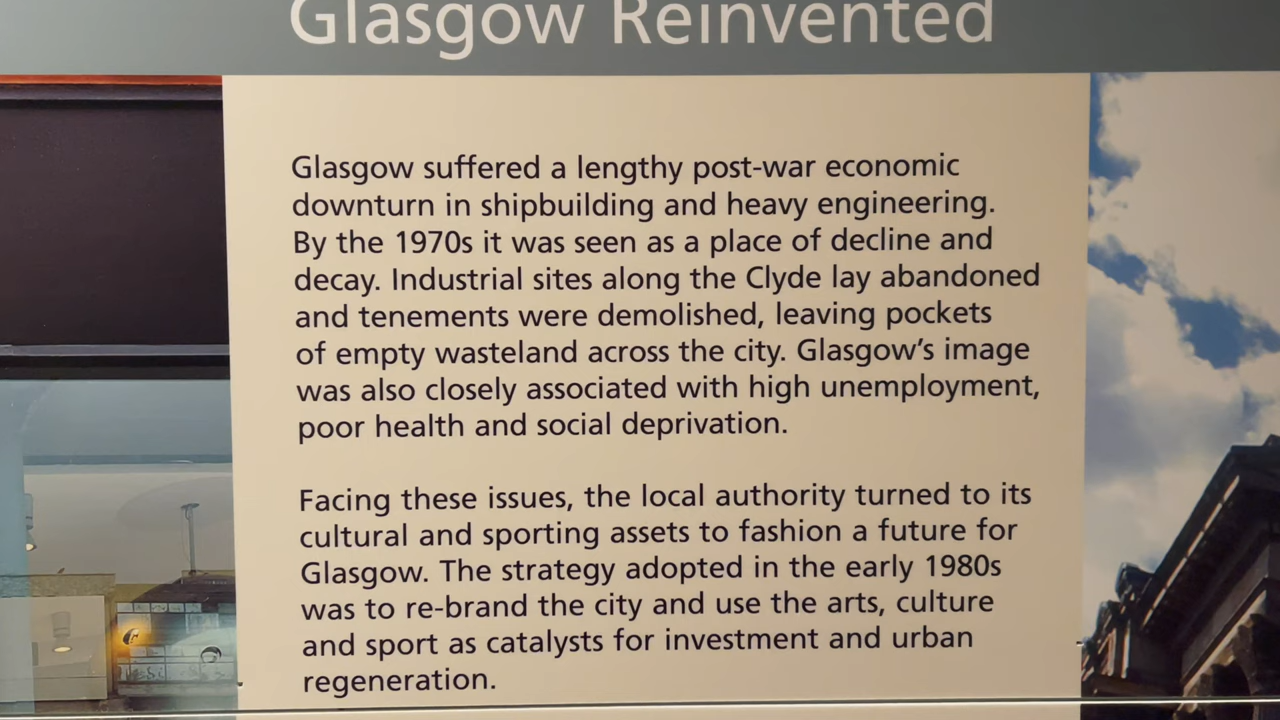 Glasgow Reinvented
Glasgow suffered a lengthy post-war economic
downturn in shipbuilding and heavy engineering.
By the 1970s it was seen as a place of decline and
decay. Industrial sites along the Clyde lay abandoned
and tenements were demolished, leaving pockets
of empty wasteland across the city. Glasgow’s image
was also closely associated with high unemployment,
poor health and social deprivation.
Facing these issues, the local authority turned to its
cultural and sporting assets to fashion a future for
Glasgow. The strategy adopted in the early 1980s
was to re-brand the city and use the arts, culture
and sport as catalysts for investment and urban
regeneration.